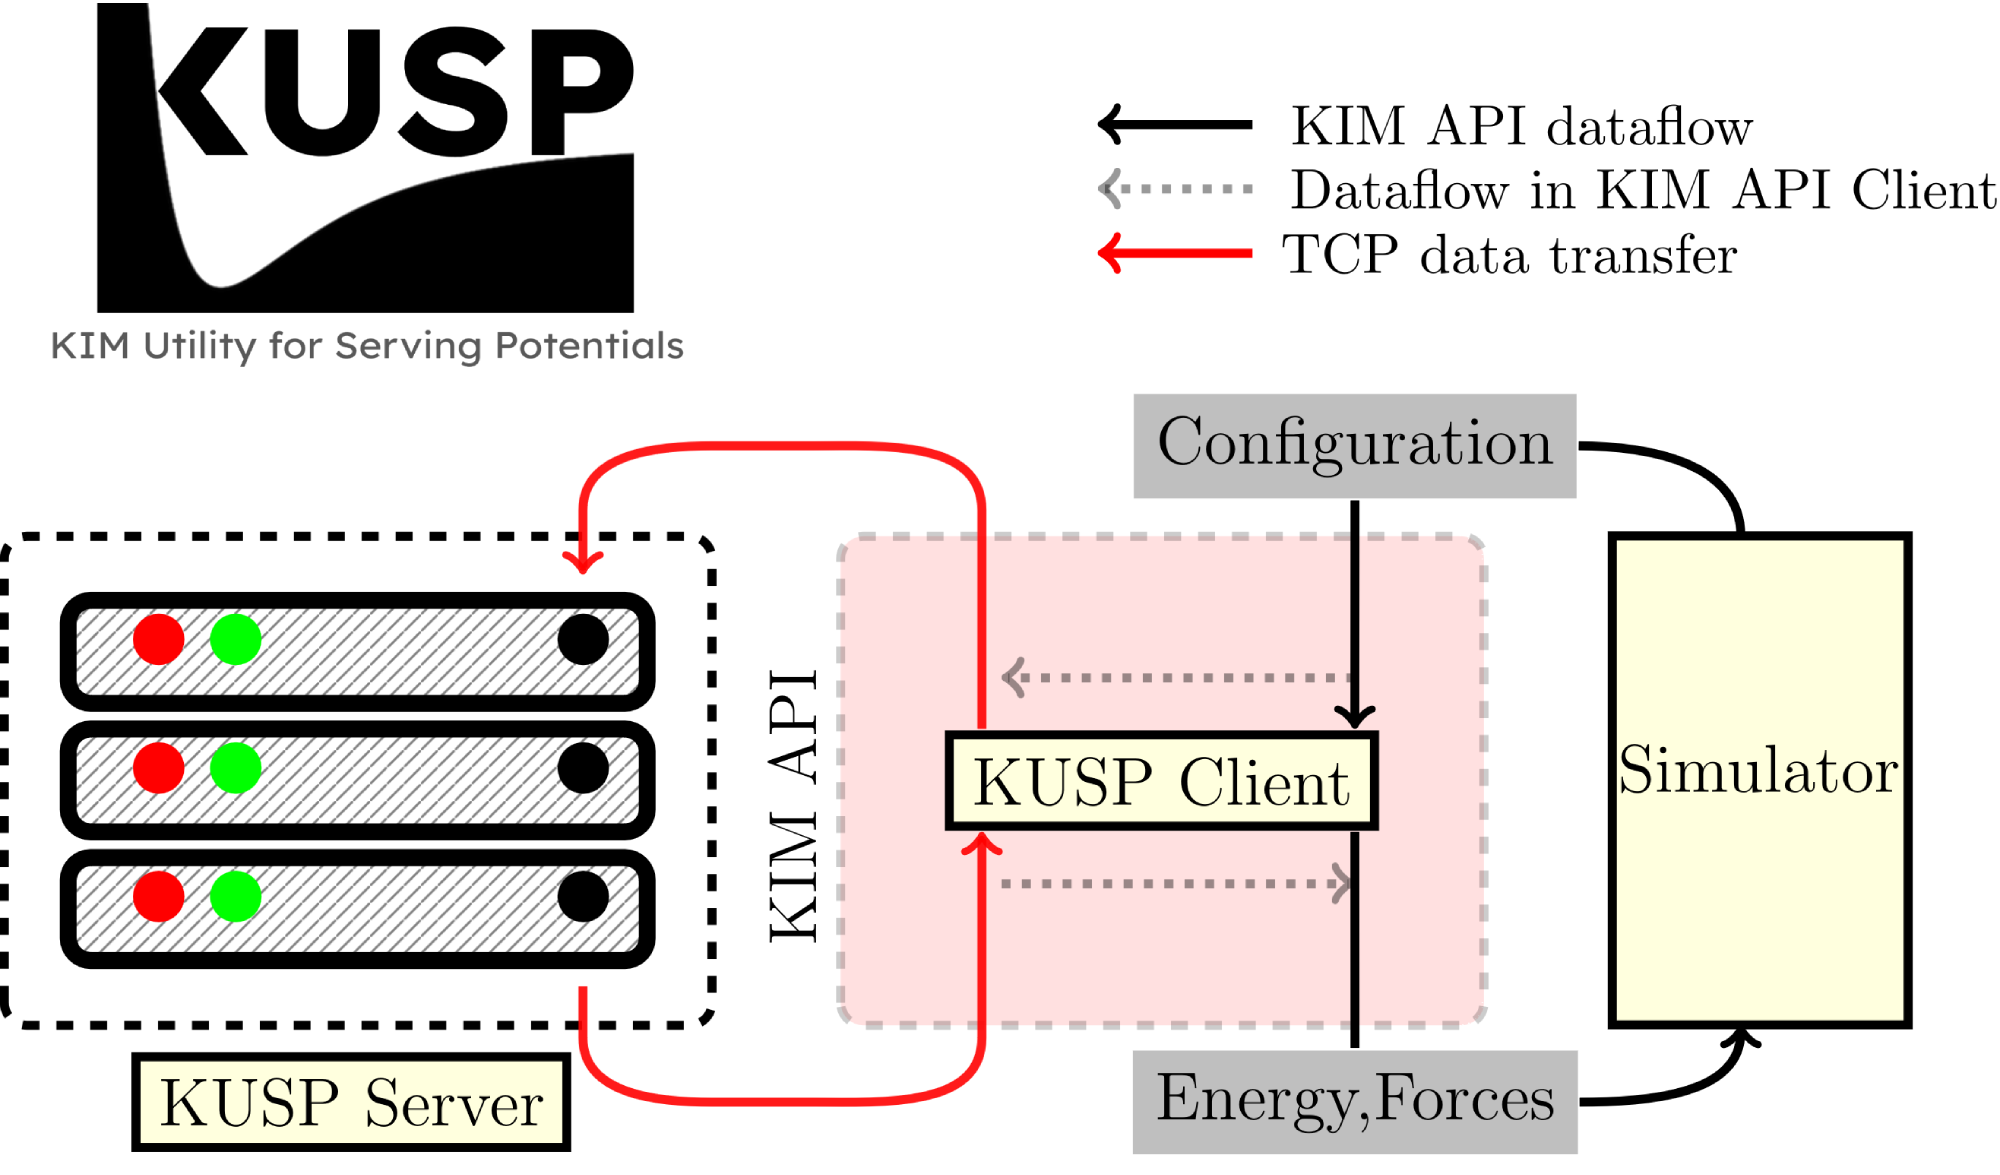 KUSP
KIM Utility for Serving Potentials
KIM API dataflow
Dataflow in KIM API Client
TCP data transfer
Configuration
KIM API
KUSP Client
Simulator
KUSP Server
Energy,Forces